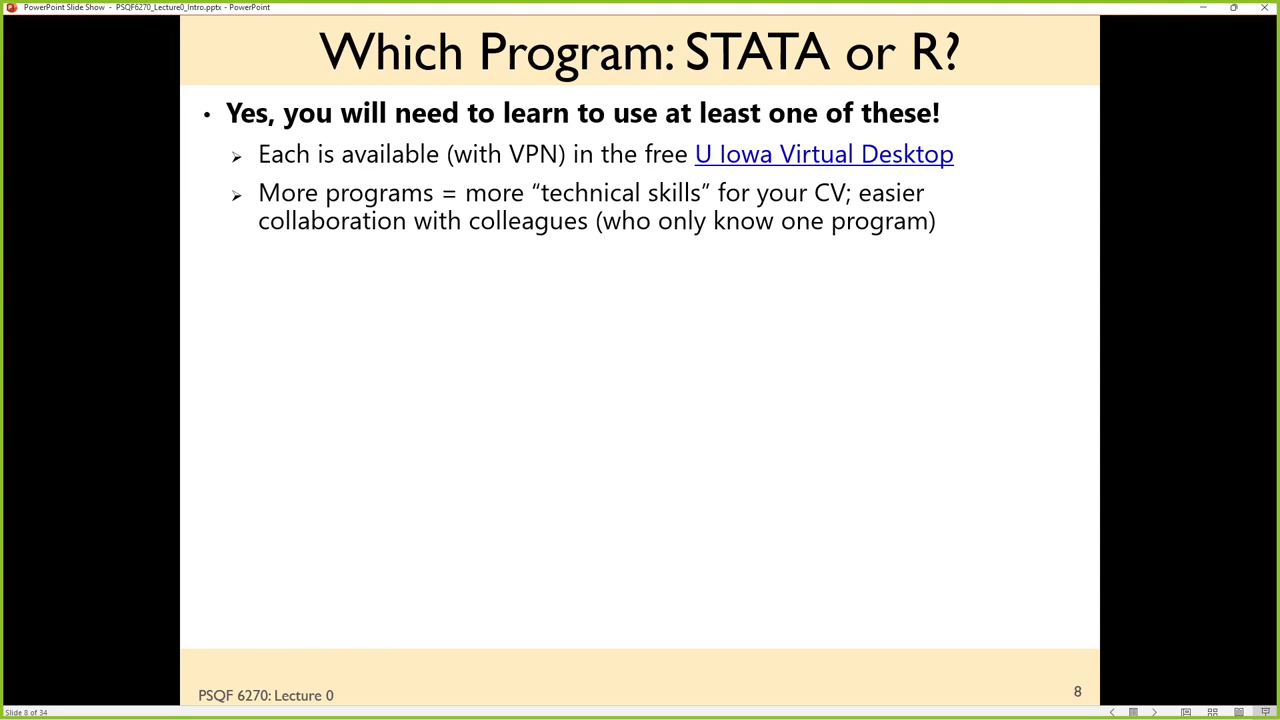 PowerPoint Slide Show - PSQF6270_Lecture0_Intro.pptx - PowerPoint
Which Program: STATA or R?
• Yes, you will need to learn to use at least one of these!
➢ Each is available (with VPN) in the free U Iowa Virtual Desktop
➢ More programs = more “technical skills” for your CV; easier
collaboration with colleagues (who only know one program)
PSQF 6270: Lecture 0
8
Slide 8 of 34